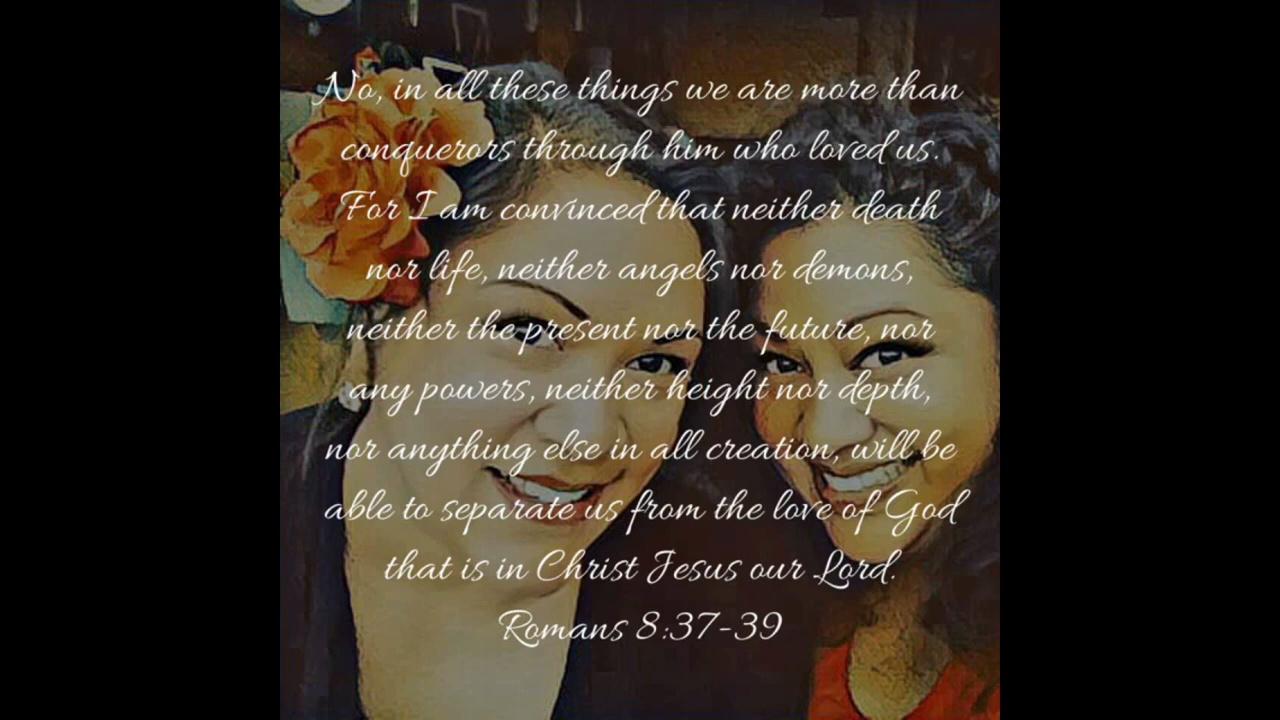 No, in all these things we are more than
conquerors through him who loved us.
For I am convinced that neither death
nor life, neither angels nor demons,
neither the present nor the future, nor
any powers, neither height nor depth,
nor anything else in all creation, will be
able to separate us from the love of God
that is in Christ Jesus our Lord.
Romans 8:37-39